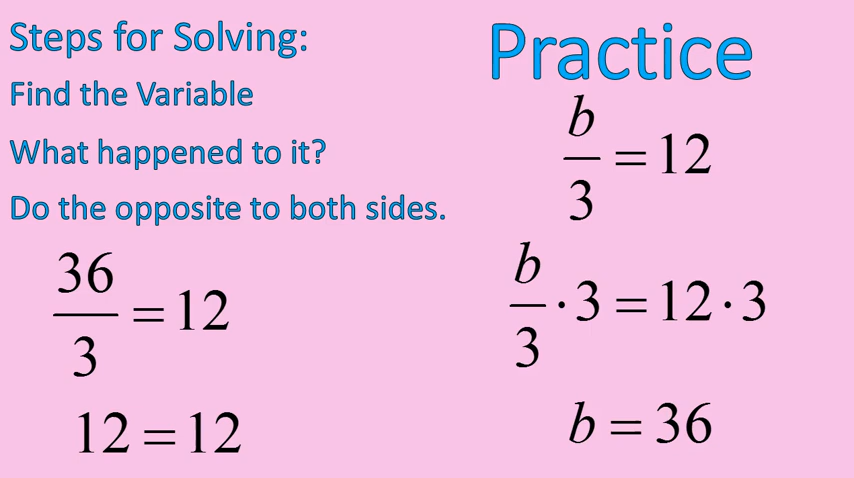 Steps for Solving:
Find the Variable
What happened to it?
Do the opposite to both sides.
36/3 = 12
12 = 12
Practice
b/3 = 12
b/3 · 3 = 12 · 3
b = 36